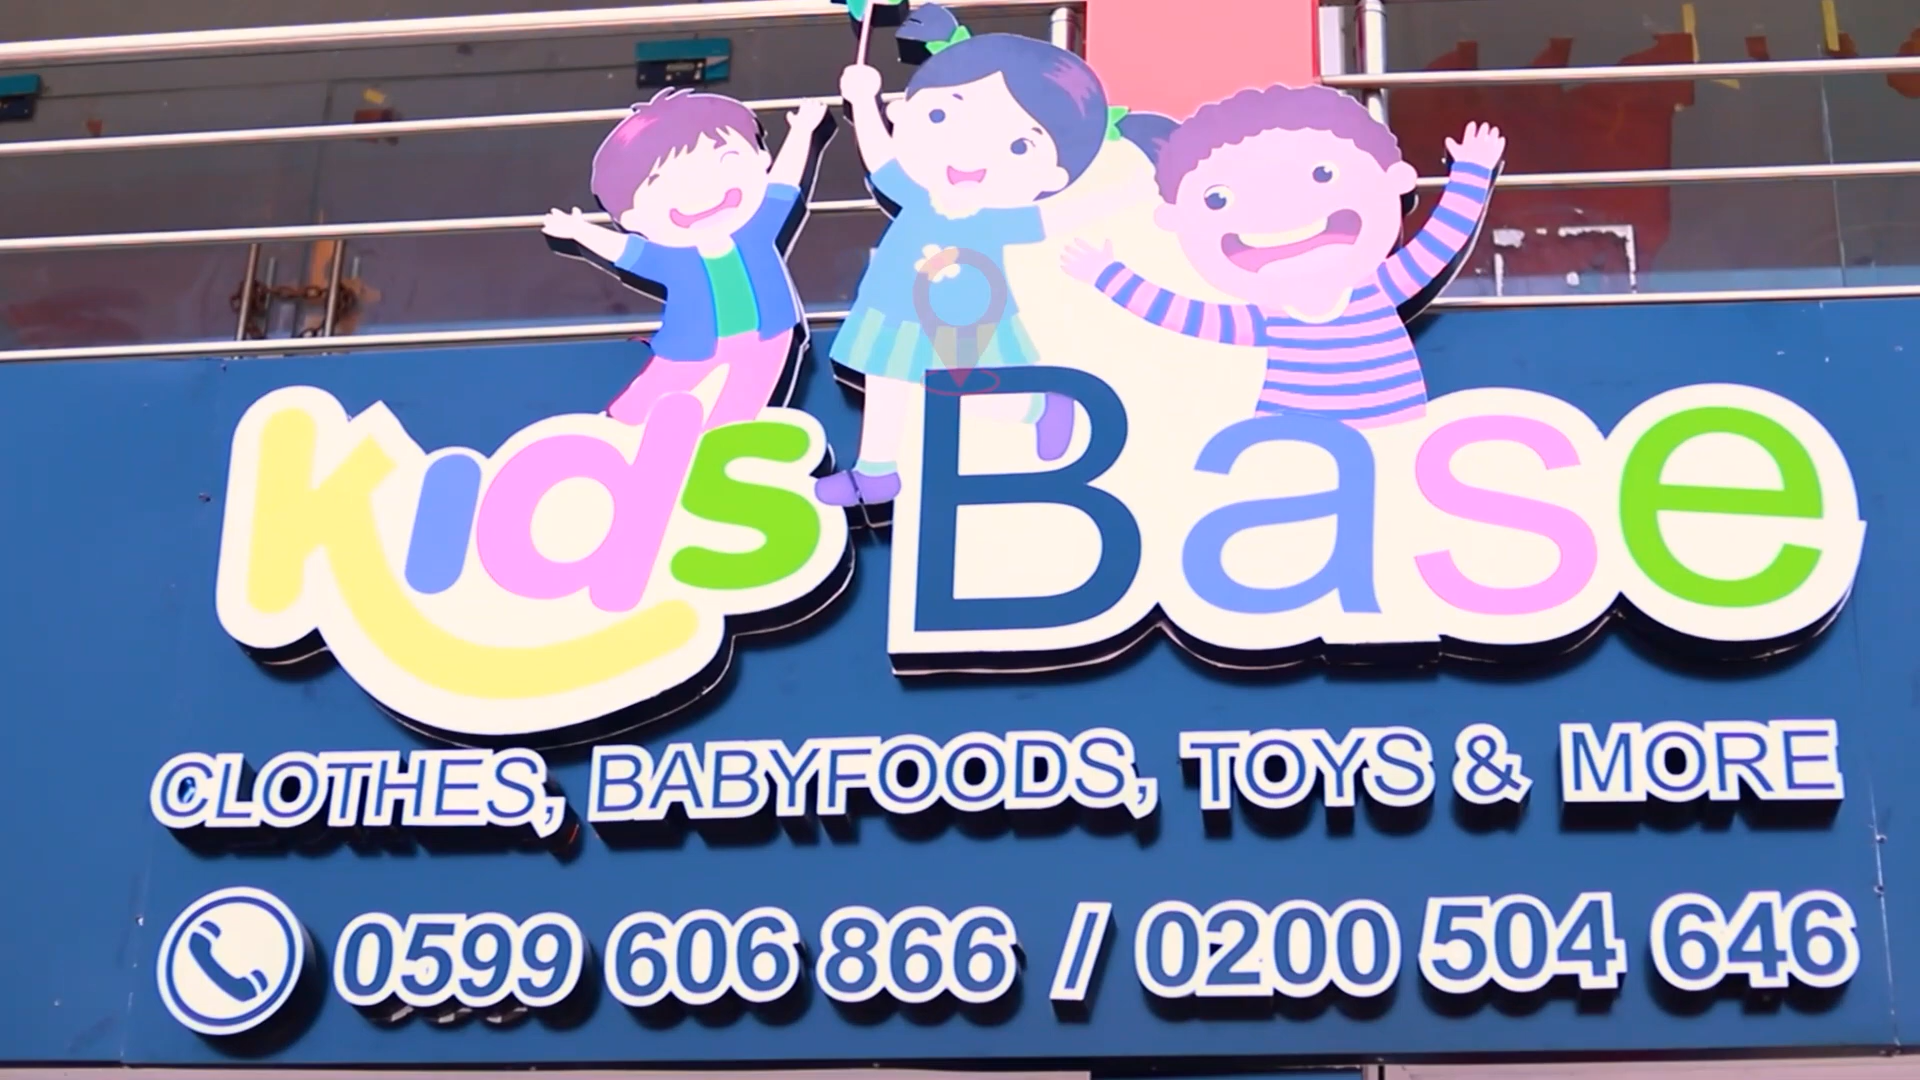 Kids Base
CLOTHES, BABYFOODS, TOYS & MORE
0599 606 866 / 0200 504 646